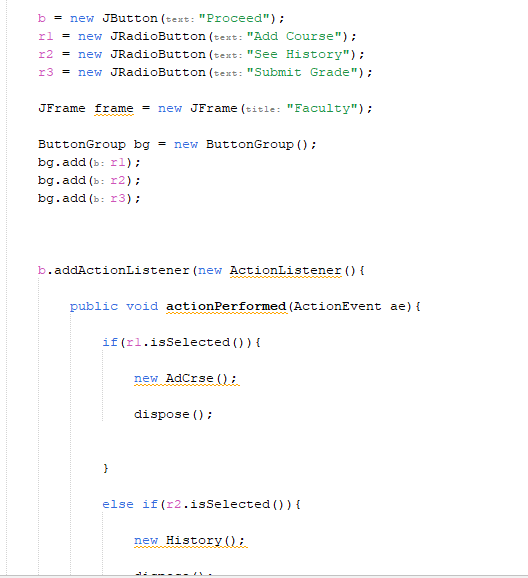 b = new JButton(text: "Proceed");
r1 = new JRadioButton(text: "Add Course");
r2 = new JRadioButton(text: "See History");
r3 = new JRadioButton(text: "Submit Grade");
JFrame frame = new JFrame(title: "Faculty");
ButtonGroup bg = new ButtonGroup();
bg.add(b: r1);
bg.add(b: r2);
bg.add(b: r3);
b.addActionListener(new ActionListener(){
public void actionPerformed(ActionEvent ae){
if(r1.isSelected()){
new AdCrse();
dispose();
}
else if(r2.isSelected()){
new History();
dispose();